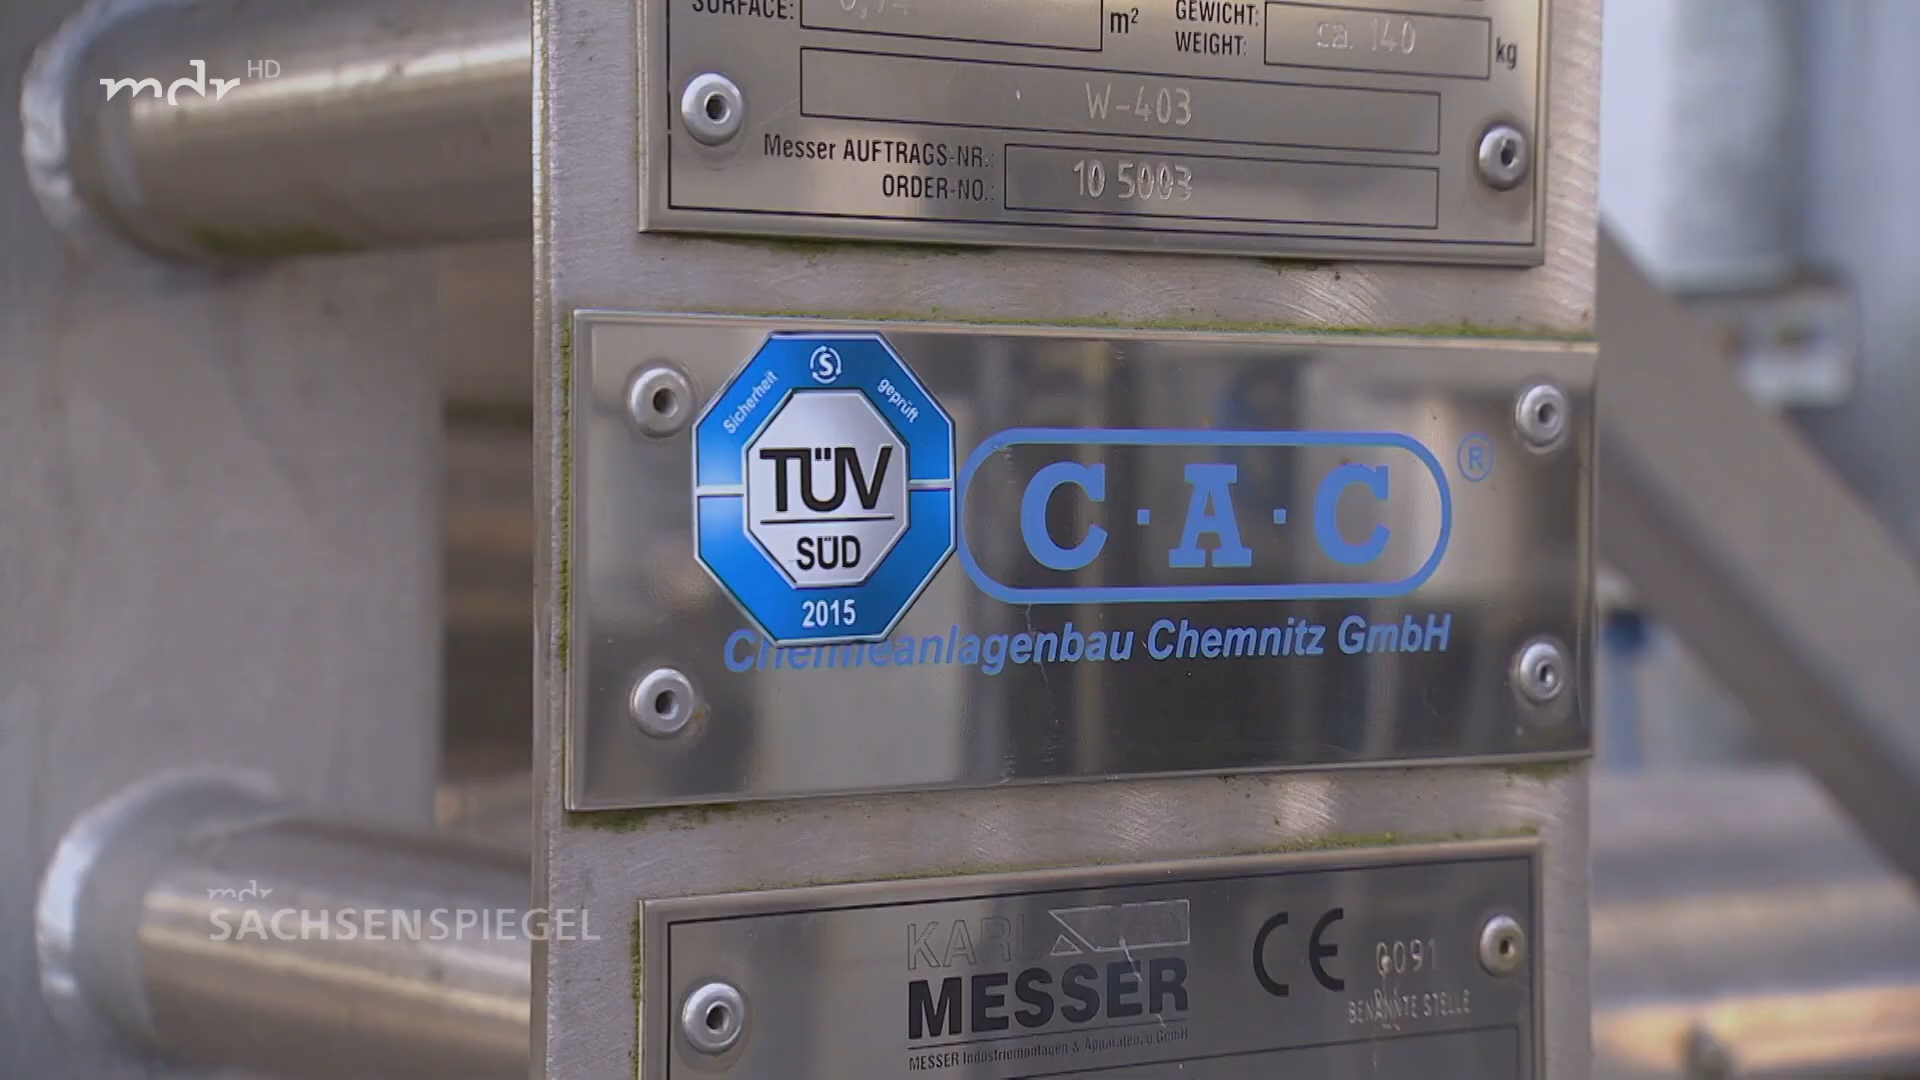 mdr HD
SURFACE:
m²
GEWICHT:
WEIGHT:
ca. 140
kg
W-403
Messer AUFTRAGS-NR.:
ORDER-NO.:
10 5003
Sicherheit
S
geprüft
TÜV
SÜD
2015
C·A·C ®
Chemieanlagenbau Chemnitz GmbH
KARL
MESSER
MESSER Industriemontagen & Apparatebau GmbH
CE
0091
BENANNTE STELLE
mdr
SACHSENSPIEGEL